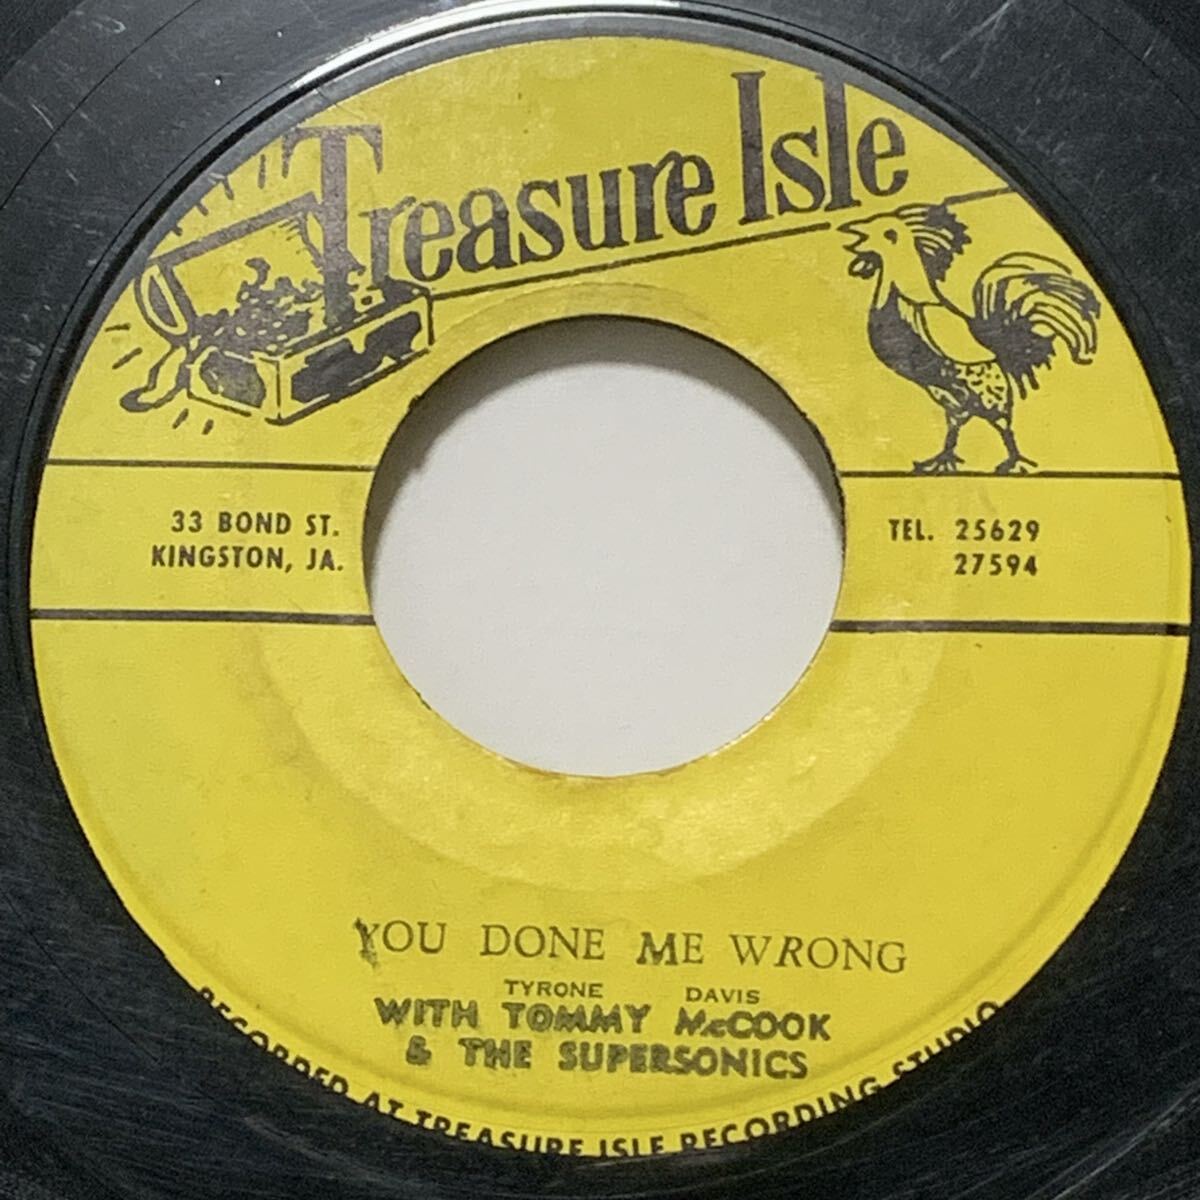 Treasure Isle
33 BOND ST.
KINGSTON, JA.
TEL. 25629
27594
YOU DONE ME WRONG
TYRONE DAVIS
WITH TOMMY McCOOK
& THE SUPERSONICS
RECORDED AT TREASURE ISLE RECORDING STUDIO